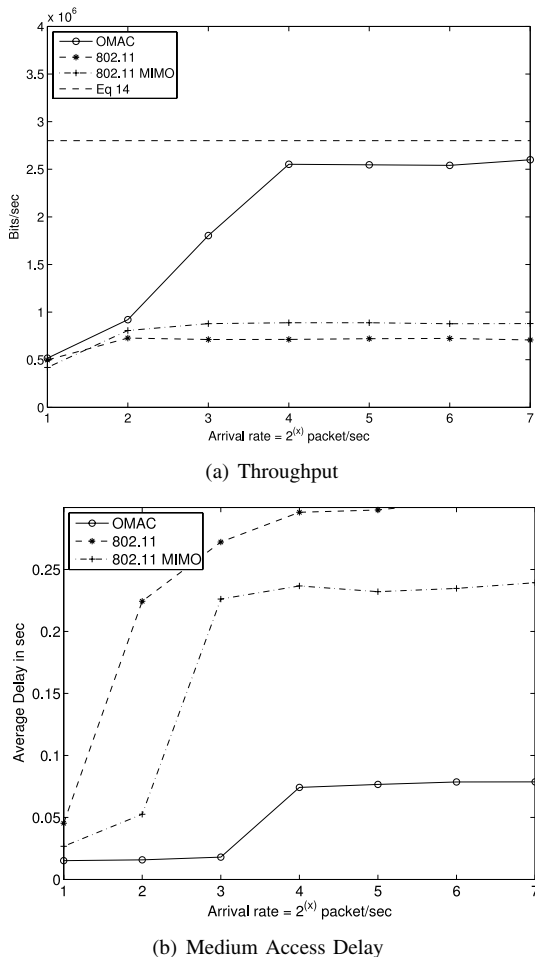 x 10^6
OMAC
802.11
802.11 MIMO
Eq 14
4
3.5
3
2.5
2
1.5
1
0.5
0
Bits/sec
1 2 3 4 5 6 7
Arrival rate = 2^(x) packet/sec
(a) Throughput
OMAC
802.11
802.11 MIMO
0.25
0.2
0.15
0.1
0.05
0
Average Delay in sec
1 2 3 4 5 6 7
Arrival rate = 2^(x) packet/sec
(b) Medium Access Delay